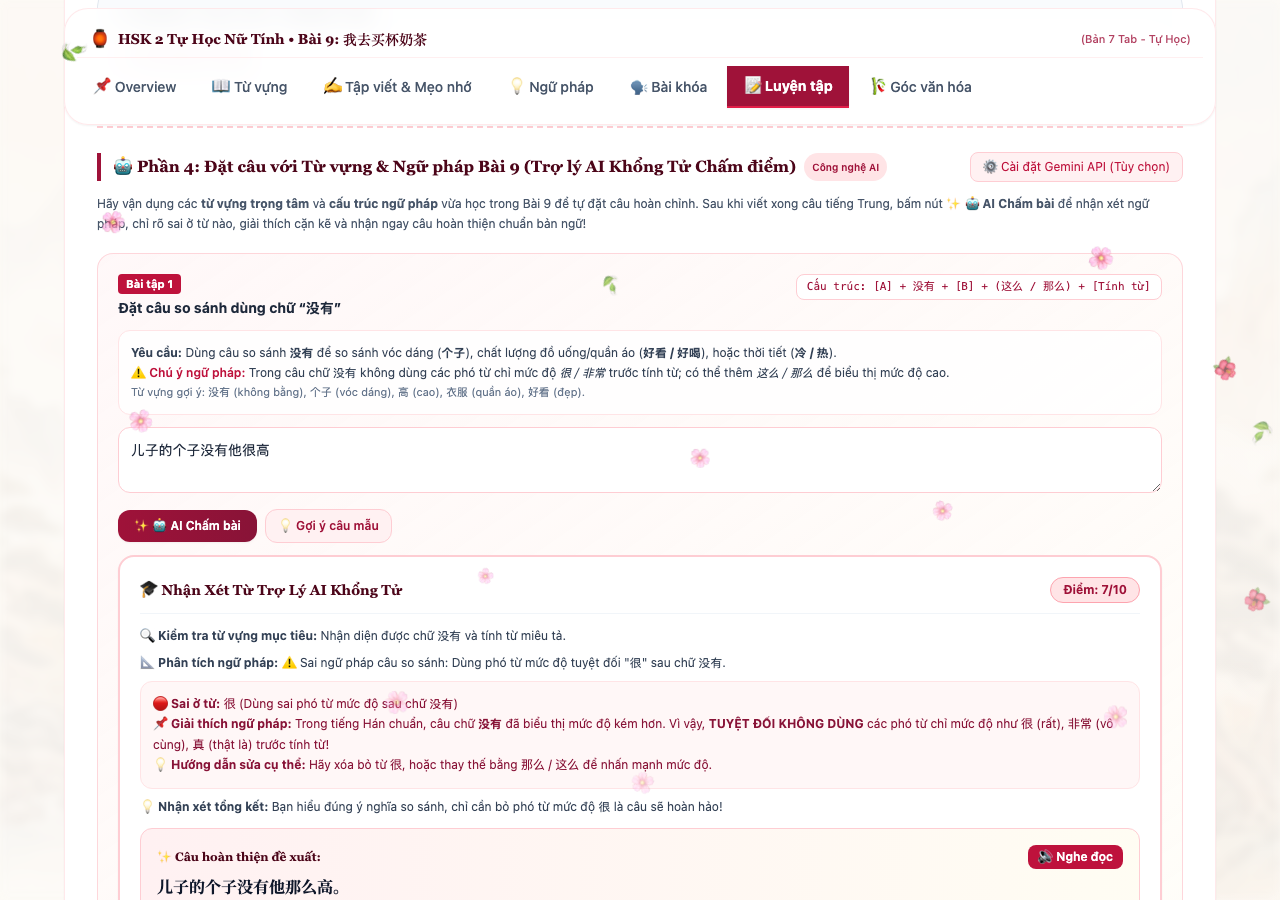 HSK 2 Tự Học Nữ Tính • Bài 9: 我去买杯奶茶
(Bản 7 Tab - Tự Học)
Overview
Từ vựng
Tập viết & Mẹo nhớ
Ngữ pháp
Bài khóa
Luyện tập
Góc văn hóa
Phần 4: Đặt câu với Từ vựng & Ngữ pháp Bài 9 (Trợ lý AI Khổng Tử Chấm điểm)
Công nghệ AI
Cài đặt Gemini API (Tùy chọn)
Hãy vận dụng các từ vựng trọng tâm và cấu trúc ngữ pháp vừa học trong Bài 9 để tự đặt câu hoàn chỉnh. Sau khi viết xong câu tiếng Trung, bấm nút ✨ 🤖 AI Chấm bài để nhận xét ngữ
pháp, chỉ rõ sai ở từ nào, giải thích cặn kẽ và nhận ngay câu hoàn thiện chuẩn bản ngữ!
Bài tập 1
Đặt câu so sánh dùng chữ “没有”
Cấu trúc: [A] + 没有 + [B] + (这么 / 那么) + [Tính từ]
Yêu cầu: Dùng câu so sánh 没有 để so sánh vóc dáng (个子), chất lượng đồ uống/quần áo (好看 / 好喝), hoặc thời tiết (冷 / 热).
⚠️ Chú ý ngữ pháp: Trong câu chữ 没有 không dùng các phó từ chỉ mức độ 很 / 非常 trước tính từ; có thể thêm 这么 / 那么 để biểu thị mức độ cao.
Từ vựng gợi ý: 没有 (không bằng), 个子 (vóc dáng), 高 (cao), 衣服 (quần áo), 好看 (đẹp).
儿子的个子没有他很高
✨ 🤖 AI Chấm bài
💡 Gợi ý câu mẫu
🎓 Nhận Xét Từ Trợ Lý AI Khổng Tử
Điểm: 7/10
🔍 Kiểm tra từ vựng mục tiêu: Nhận diện được chữ 没有 và tính từ miêu tả.
📐 Phân tích ngữ pháp: ⚠️ Sai ngữ pháp câu so sánh: Dùng phó từ mức độ tuyệt đối "很" sau chữ 没有.
🔴 Sai ở từ: 很 (Dùng sai phó từ mức độ sau chữ 没有)
📌 Giải thích ngữ pháp: Trong tiếng Hán chuẩn, câu chữ 没有 đã biểu thị mức độ kém hơn. Vì vậy, TUYỆT ĐỐI KHÔNG DÙNG các phó từ chỉ mức độ như 很 (rất), 非常 (vô
cùng), 真 (thật là) trước tính từ!
💡 Hướng dẫn sửa cụ thể: Hãy xóa bỏ từ 很, hoặc thay thế bằng 那么 / 这么 để nhấn mạnh mức độ.
💡 Nhận xét tổng kết: Bạn hiểu đúng ý nghĩa so sánh, chỉ cần bỏ phó từ mức độ 很 là câu sẽ hoàn hảo!
✨ Câu hoàn thiện đề xuất:
🔊 Nghe đọc
儿子的个子没有他那么高。